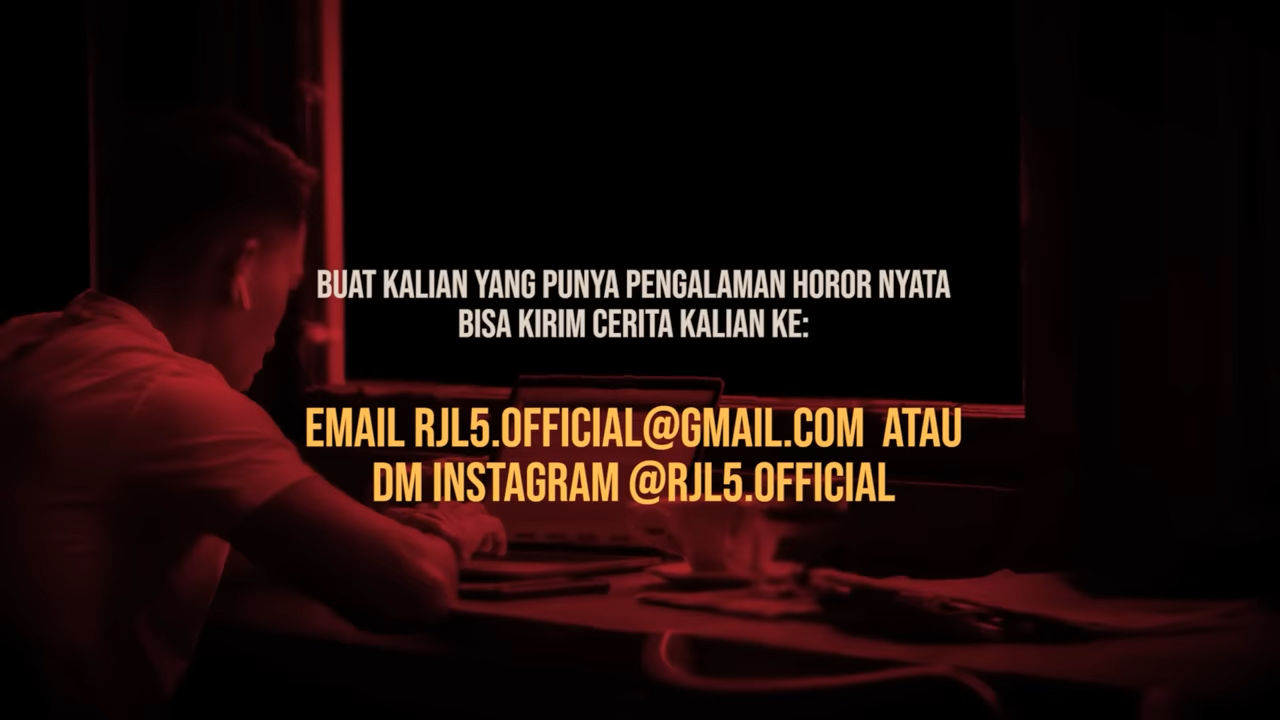 BUAT KALIAN YANG PUNYA PENGALAMAN HOROR NYATA
BISA KIRIM CERITA KALIAN KE:
EMAIL RJL5.OFFICIAL@GMAIL.COM ATAU
DM INSTAGRAM @RJL5.OFFICIAL